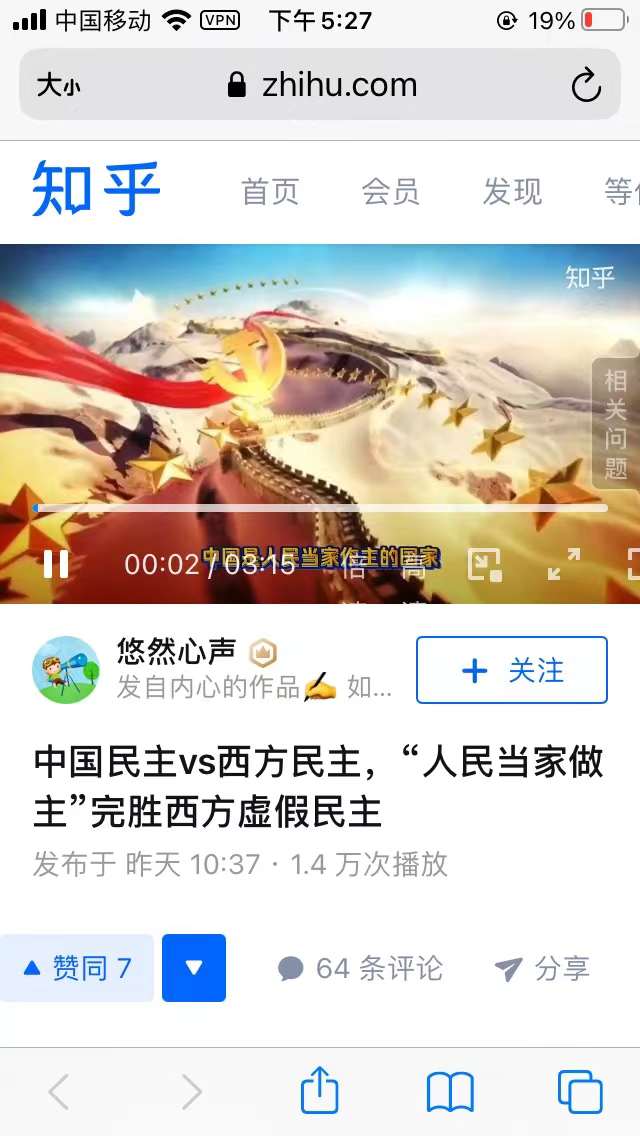 中国移动 VPN 下午5:27 19%
大小 zhihu.com
知乎 首页 会员 发现
知乎
相关问题
中国是人民当家作主的国家
00:02 / 03:15 倍 高
悠然心声
发自内心的作品✍️ 如...
+ 关注
中国民主vs西方民主，“人民当家做
主”完胜西方虚假民主
发布于 昨天 10:37 · 1.4 万次播放
赞同 7 64 条评论 分享